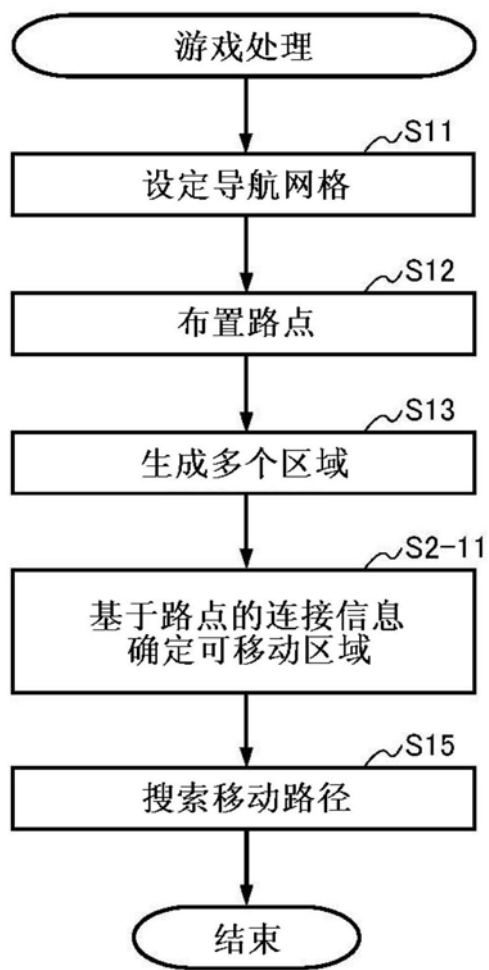 游戏处理
S11
设定导航网格
S12
布置路点
S13
生成多个区域
S2-11
基于路点的连接信息
确定可移动区域
S15
搜索移动路径
结束